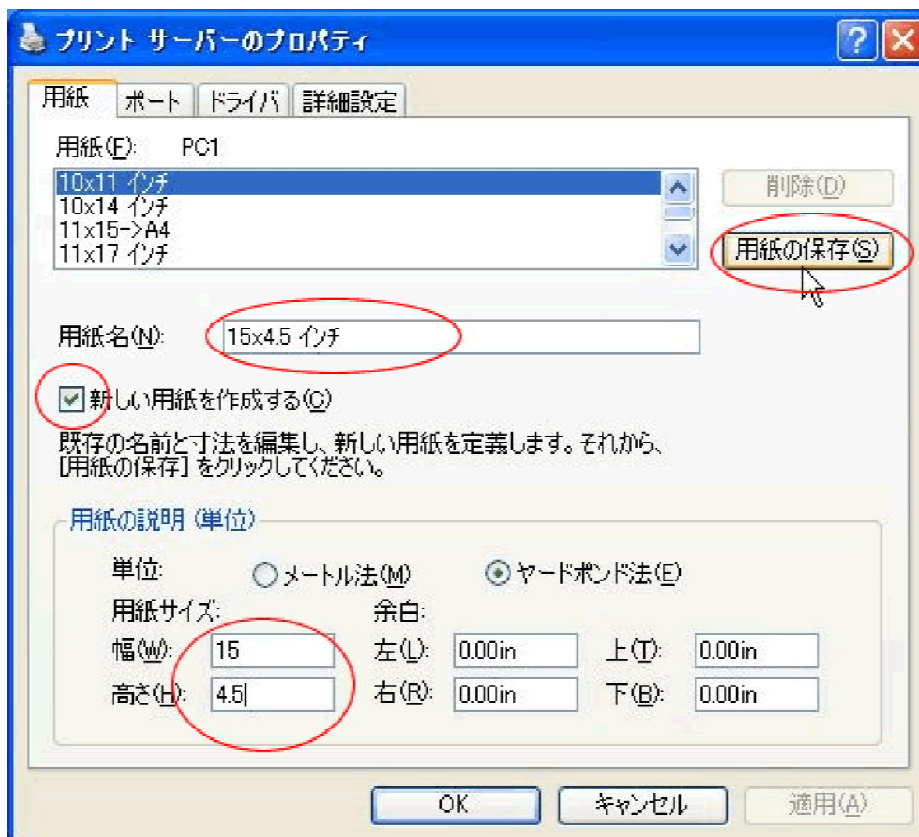 プリント サーバーのプロパティ
用紙 ポート ドライバ 詳細設定
用紙(F): PC1
10x11 インチ
10x14 インチ
11x15->A4
11x17 インチ
削除(D)
用紙の保存(S)
用紙名(N): 15x4.5 インチ
新しい用紙を作成する(C)
既存の名前と寸法を編集し、新しい用紙を定義します。それから、
[用紙の保存] をクリックしてください。
用紙の説明 (単位)
単位: メートル法(M) ヤードポンド法(E)
用紙サイズ: 余白:
幅(W): 15 左(L): 0.00in 上(T): 0.00in
高さ(H): 4.5 右(R): 0.00in 下(B): 0.00in
OK キャンセル 適用(A)